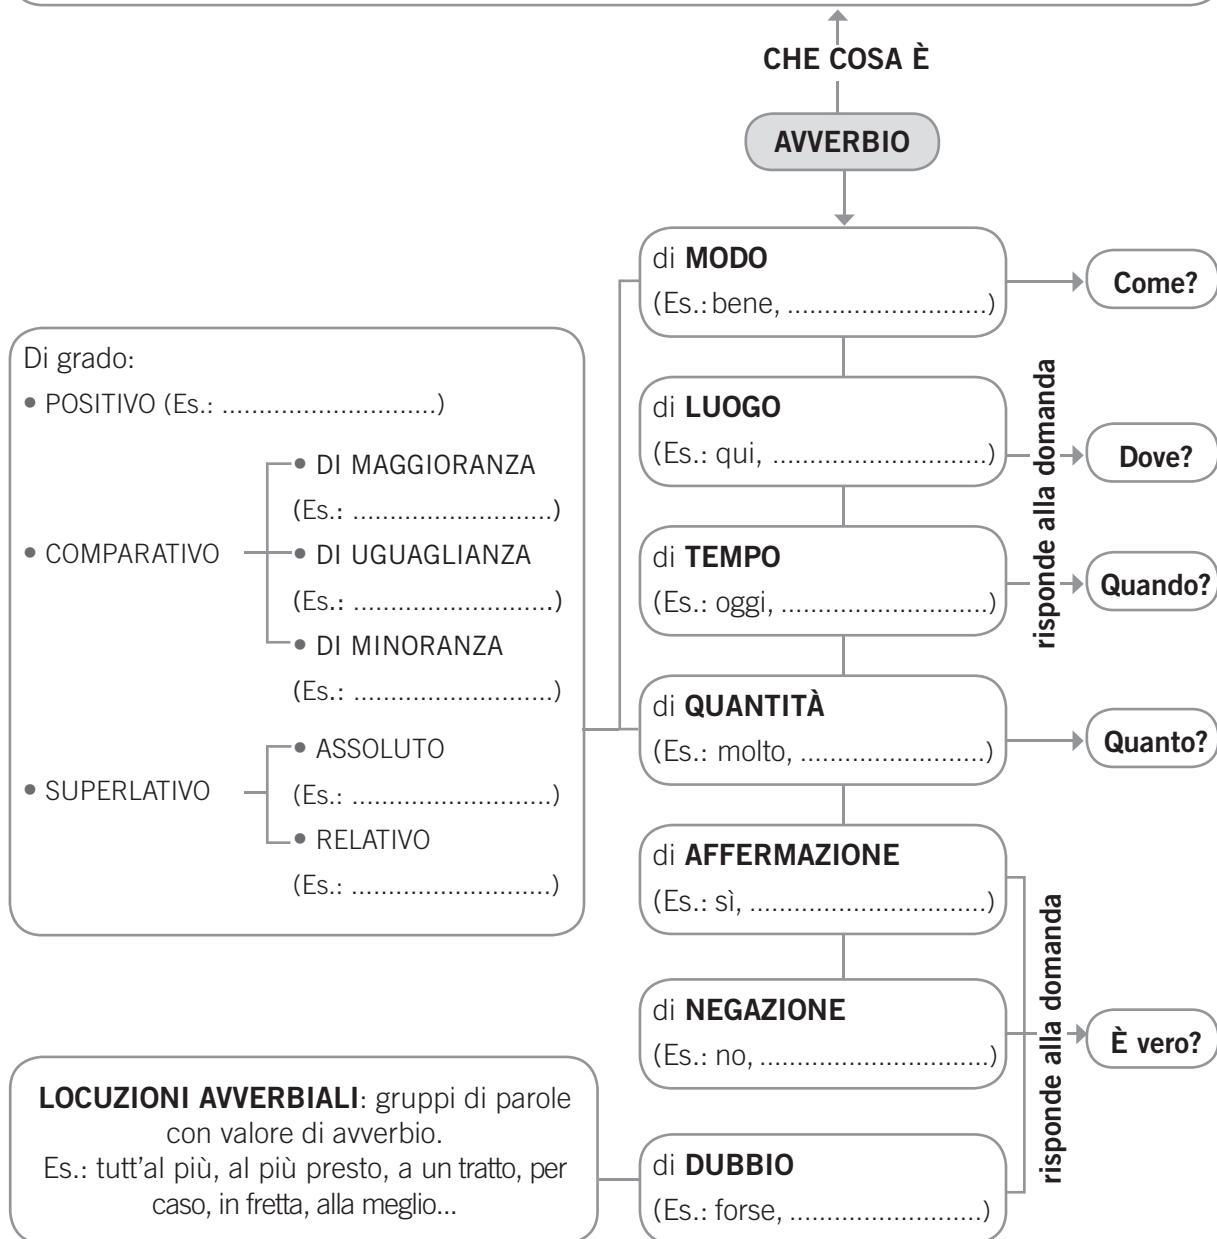 CHE COSA È
AVVERBIO
di MODO
(Es.: bene, ...........................)
Come?
Di grado:
• POSITIVO (Es.: .............................)
• COMPARATIVO
• DI MAGGIORANZA
(Es.: ...........................)
• DI UGUAGLIANZA
(Es.: ...........................)
• DI MINORANZA
(Es.: ...........................)
• SUPERLATIVO
• ASSOLUTO
(Es.: ...........................)
• RELATIVO
(Es.: ...........................)
di LUOGO
(Es.: qui, .................................)
Dove?
di TEMPO
(Es.: oggi, ............................)
Quando?
risponde alla domanda
di QUANTITÀ
(Es.: molto, .........................)
Quanto?
di AFFERMAZIONE
(Es.: sì, ................................)
di NEGAZIONE
(Es.: no, ...............................)
È vero?
risponde alla domanda
di DUBBIO
(Es.: forse, ..........................)
LOCUZIONI AVVERBIALI: gruppi di parole
con valore di avverbio.
Es.: tutt'al più, al più presto, a un tratto, per
caso, in fretta, alla meglio...